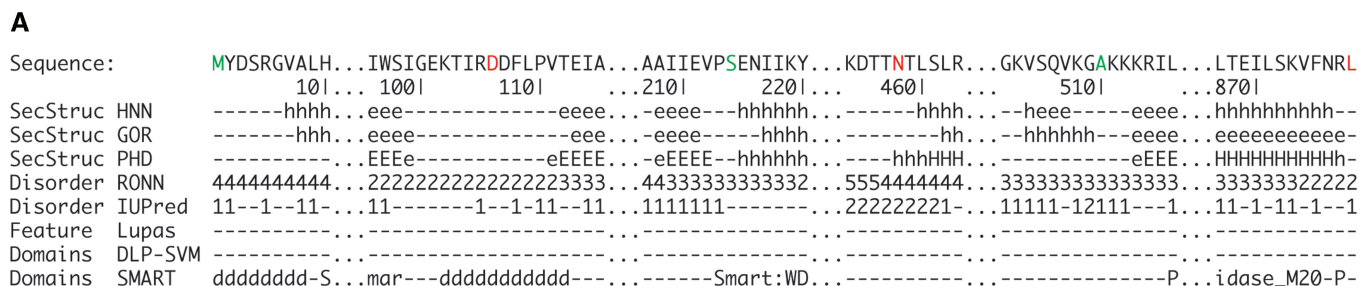 A
Sequence: MYDSRGVALH...IWSIGEKTIRDDFLPVTEIA...AAIIEVPSENIIKY...KDTTNTLSLR...GKVSQVKGAKKKRIL...LTEILSKVFNRL
10|... 100| 110| ...210| 220|... 460| ... 510| ...870|
SecStruc HNN ------hhhh...eee-------------eeee...-eeee---hhhhhh...------hhhh...--heee-----eeee...hhhhhhhhhh--
SecStruc GOR -------hhh...eeee-------------eee...-eeee-----hhhh...--------hh...--hhhhhh---eeee...eeeeeeeeeee-
SecStruc PHD ----------...EEEe-----------eEEEE...-eEEEE--hhhhhh...----hhhHHH...-----------eEEE...HHHHHHHHHHh-
Disorder RONN 4444444444...22222222222222223333...44333333333332...5554444444...333333333333333...333333322222
Disorder IUPred 11--1--11-...11-------1--1-11--11...1111111-------...222222221-...11111-12111---1...11-1-11-1--1
Feature Lupas ----------...--------------------...--------------...----------...---------------...------------
Domains DLP-SVM ----------...--------------------...--------------...----------...---------------...------------
Domains SMART dddddddd-S...mar---ddddddddddd---...------Smart:WD...----------...--------------P...idase_M20-P-